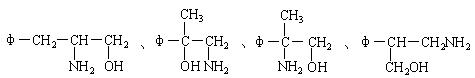 CH₃ CH₃
Φ—CH₂—CH—CH₂ 、 Φ—C—CH₂ 、 Φ—C—CH₂ 、 Φ—CH—CH₂NH₂
NH₂ OH OH NH₂ NH₂ OH CH₂OH